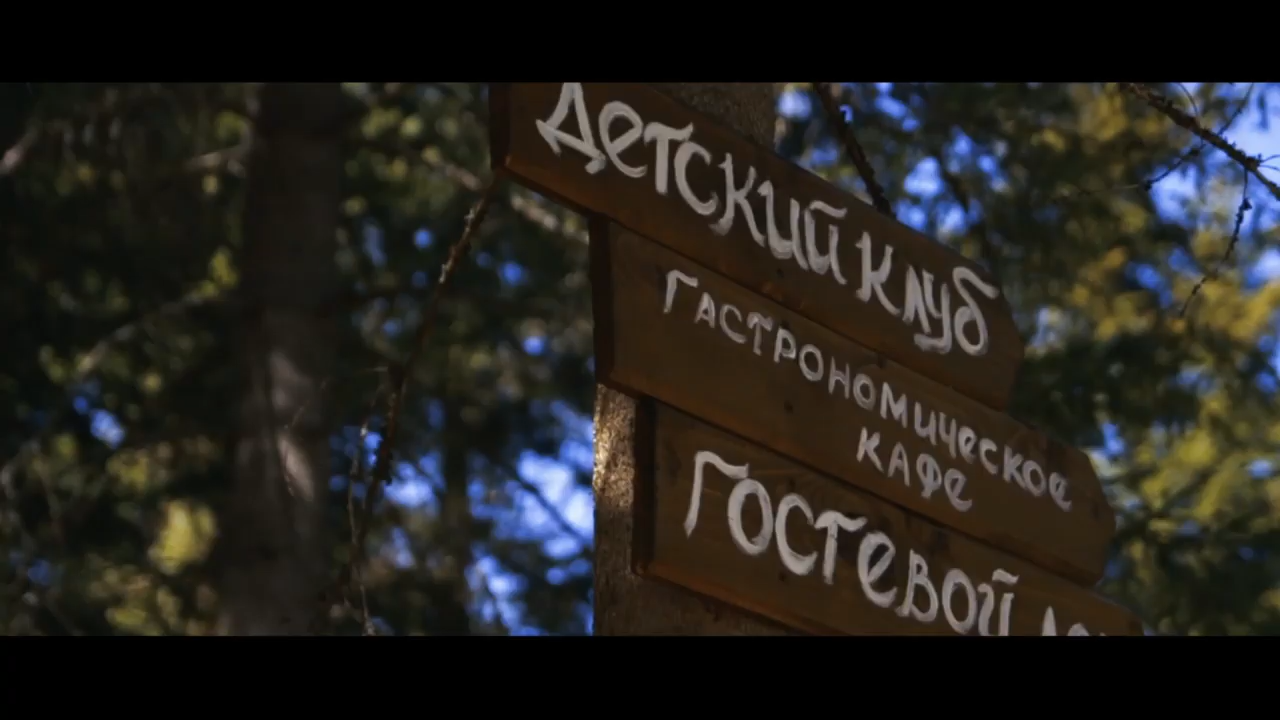 Детский клуб
Гастрономическое
кафе
Гостевой